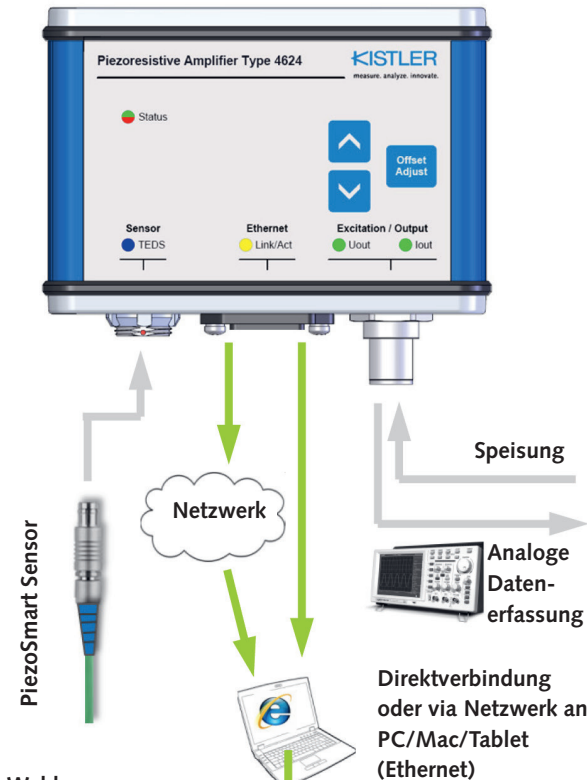 Piezoresistive Amplifier Type 4624
KISTLER
measure. analyze. innovate.
Status
Offset
Adjust
Sensor
TEDS
Ethernet
Link/Act
Excitation / Output
Uout
Iout
Speisung
Netzwerk
PiezoSmart Sensor
Analoge
Daten-
erfassung
Direktverbindung
oder via Netzwerk an
PC/Mac/Tablet
(Ethernet)